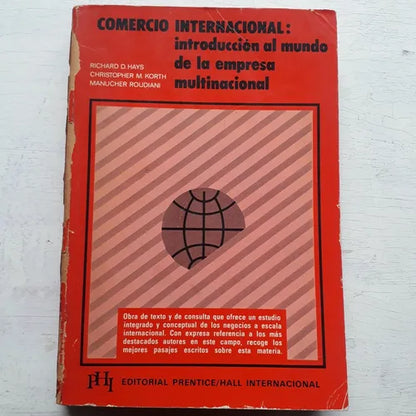 COMERCIO INTERNACIONAL:
introducción al mundo
de la empresa
multinacional
RICHARD D. HAYS
CHRISTOPHER M. KORTH
MANUCHER ROUDIANI
Obra de texto y de consulta que ofrece un estudio
integrado y conceptual de los negocios a escala
internacional. Con expresa referencia a los más
destacados autores en este campo, recoge los
mejores pasajes escritos sobre esta materia.
PHI EDITORIAL PRENTICE/HALL INTERNACIONAL